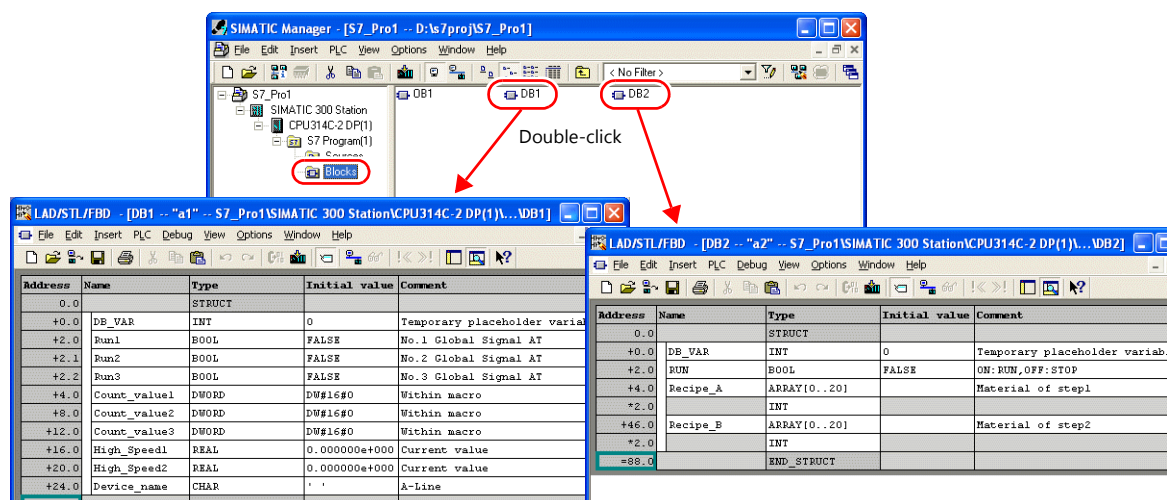 SIMATIC Manager - [S7_Pro1 -- D:\s7proj\S7_Pro1]
File Edit Insert PLC View Options Window Help
< No Filter >
S7_Pro1
SIMATIC 300 Station
CPU314C-2 DP(1)
S7 Program(1)
Sources
Blocks
OB1 DB1 DB2
Double-click
LAD/STL/FBD - [DB1 -- "a1" -- S7_Pro1\SIMATIC 300 Station\CPU314C-2 DP(1)\...\DB1]
File Edit Insert PLC Debug View Options Window Help
Address Name Type Initial value Comment
0.0 STRUCT
+0.0 DB_VAR INT 0 Temporary placeholder
+2.0 Run1 BOOL FALSE No.1 Global Signal AT
+2.1 Run2 BOOL FALSE No.2 Global Signal AT
+2.2 Run3 BOOL FALSE No.3 Global Signal AT
+4.0 Count_value1 DWORD DW#16#0 Within macro
+8.0 Count_value2 DWORD DW#16#0 Within macro
+12.0 Count_value3 DWORD DW#16#0 Within macro
+16.0 High_Speed1 REAL 0.000000e+000 Current value
+20.0 High_Speed2 REAL 0.000000e+000 Current value
+24.0 Device_name CHAR ' ' A-Line
LAD/STL/FBD - [DB2 -- "a2" -- S7_Pro1\SIMATIC 300 Station\CPU314C-2 DP(1)\...\DB2]
File Edit Insert PLC Debug View Options Window Help
Address Name Type Initial value Comment
0.0 STRUCT
+0.0 DB_VAR INT 0 Temporary placeholder
+2.0 RUN BOOL FALSE ON:RUN,OFF:STOP
+4.0 Recipe_A ARRAY[0..20] Material of step1
*2.0 INT
+46.0 Recipe_B ARRAY[0..20] Material of step2
*2.0 INT
=88.0 END_STRUCT